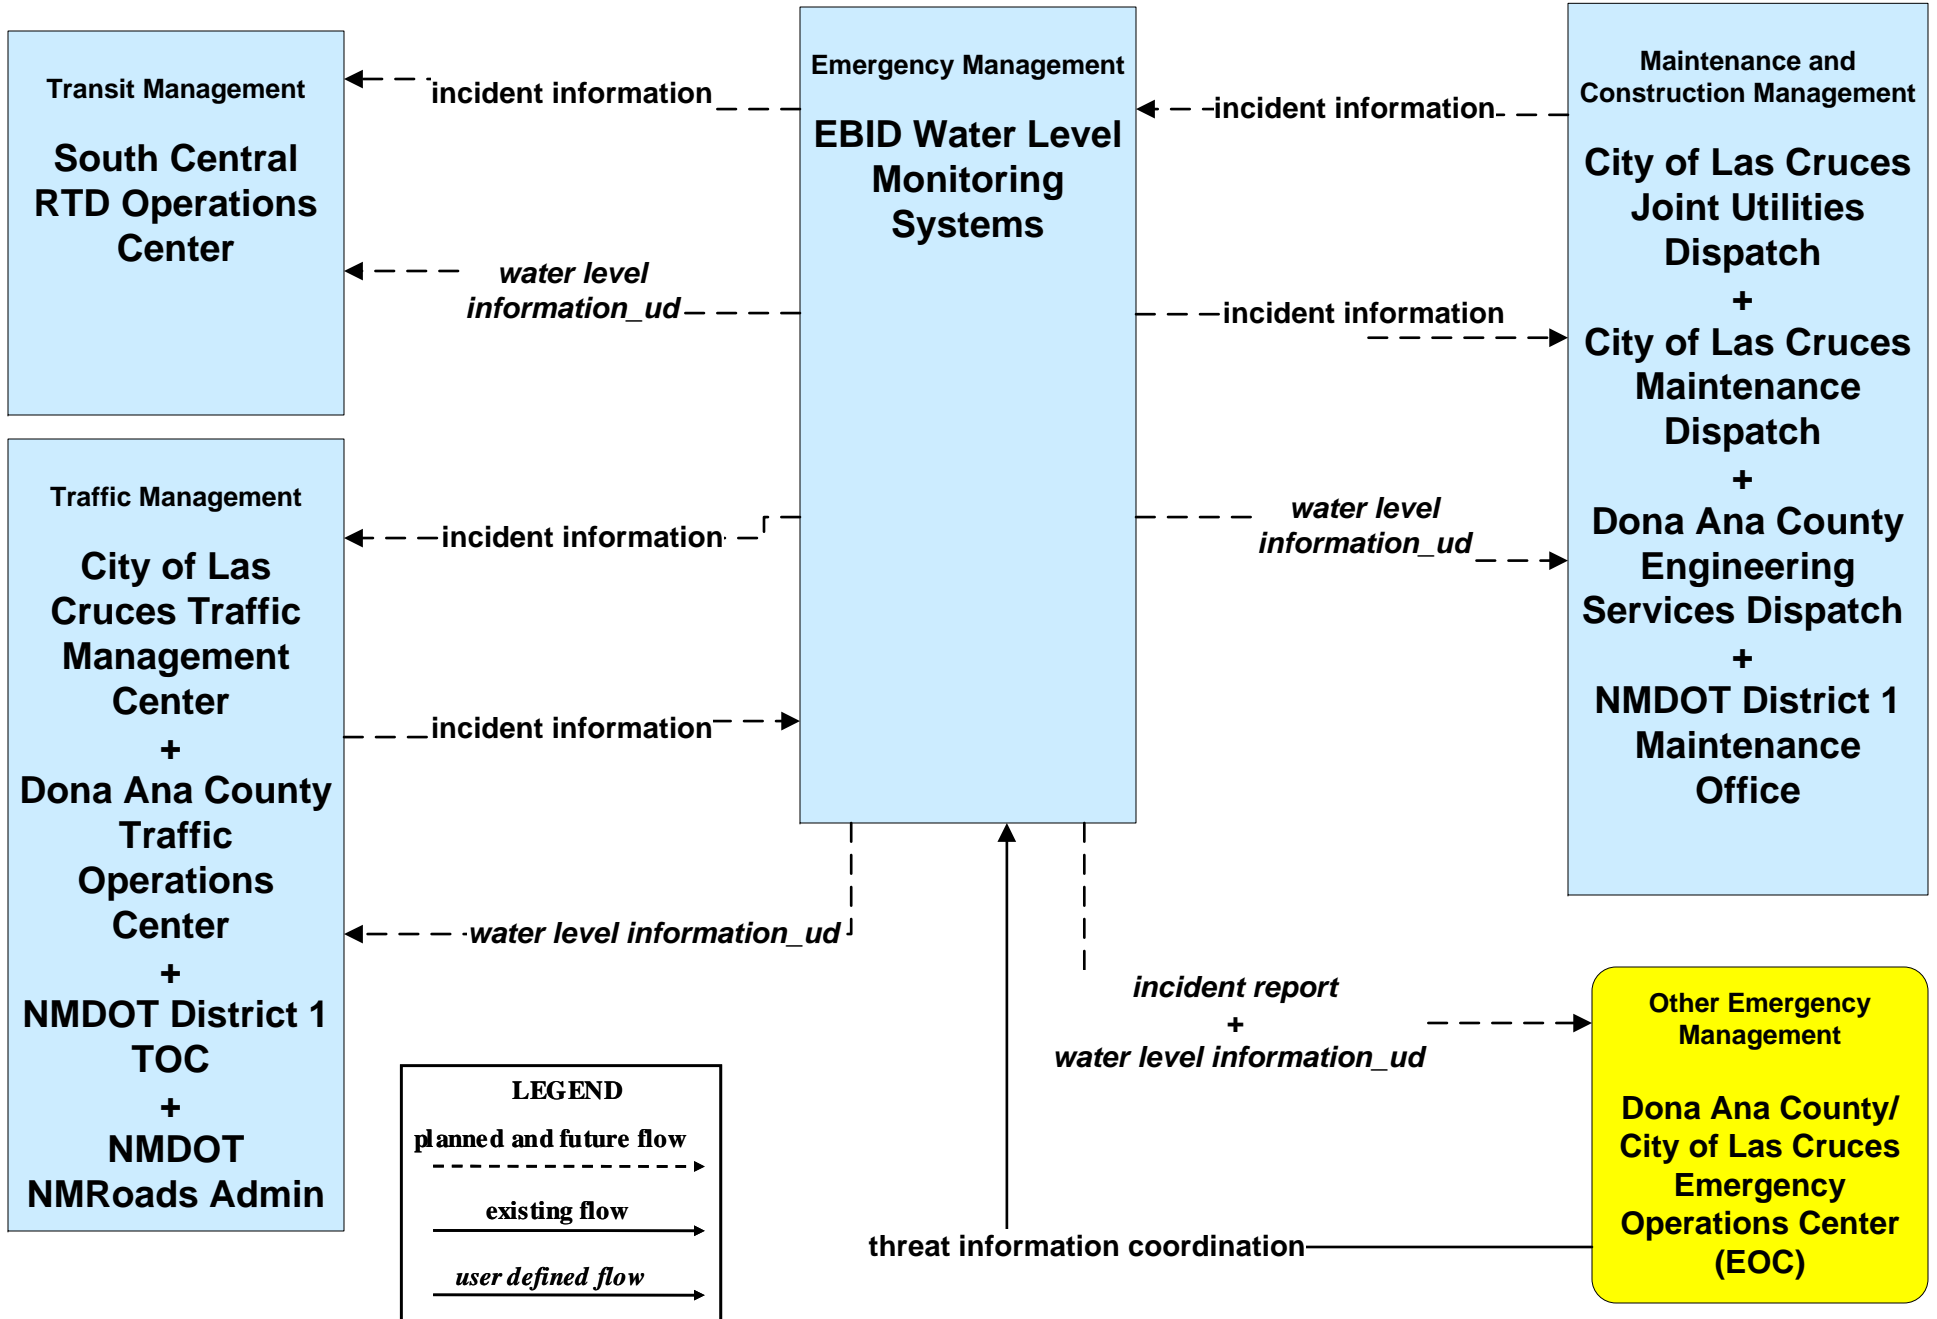 Transit Management
South Central
RTD Operations
Center
incident information
water level
information_ud
Emergency Management
EBID Water Level
Monitoring
Systems
incident information
incident information
water level
information_ud
Maintenance and
Construction Management
City of Las Cruces
Joint Utilities
Dispatch
+
City of Las Cruces
Maintenance
Dispatch
+
Dona Ana County
Engineering
Services Dispatch
+
NMDOT District 1
Maintenance
Office
Traffic Management
City of Las
Cruces Traffic
Management
Center
+
Dona Ana County
Traffic
Operations
Center
+
NMDOT District 1
TOC
+
NMDOT
NMRoads Admin
incident information
incident information
water level information_ud
incident report
+
water level information_ud
Other Emergency
Management
Dona Ana County/
City of Las Cruces
Emergency
Operations Center
(EOC)
threat information coordination
LEGEND
planned and future flow
existing flow
user defined flow